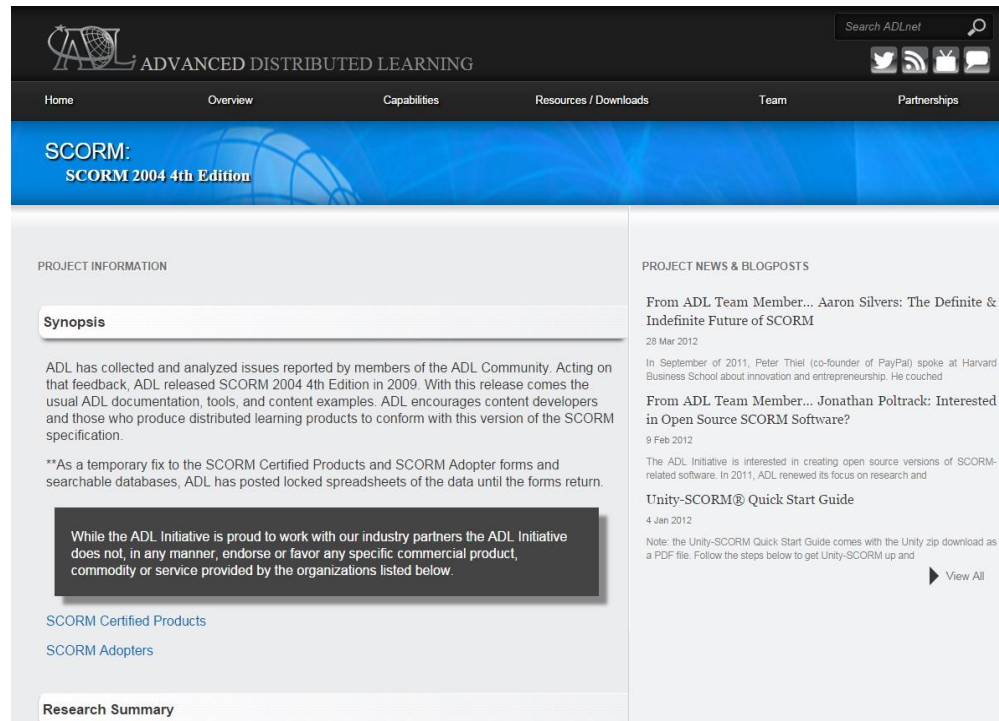 Search ADLnet
ADL
ADVANCED DISTRIBUTED LEARNING
Home Overview Capabilities Resources / Downloads Team Partnerships
SCORM:
SCORM 2004 4th Edition
PROJECT INFORMATION
Synopsis
ADL has collected and analyzed issues reported by members of the ADL Community. Acting on
that feedback, ADL released SCORM 2004 4th Edition in 2009. With this release comes the
usual ADL documentation, tools, and content examples. ADL encourages content developers
and those who produce distributed learning products to conform with this version of the SCORM
specification.
**As a temporary fix to the SCORM Certified Products and SCORM Adopter forms and
searchable databases, ADL has posted locked spreadsheets of the data until the forms return.
While the ADL Initiative is proud to work with our industry partners the ADL Initiative
does not, in any manner, endorse or favor any specific commercial product,
commodity or service provided by the organizations listed below.
SCORM Certified Products
SCORM Adopters
Research Summary
PROJECT NEWS & BLOGPOSTS
From ADL Team Member... Aaron Silvers: The Definite &
Indefinite Future of SCORM
28 Mar 2012
In September of 2011, Peter Thiel (co-founder of PayPal) spoke at Harvard
Business School about innovation and entrepreneurship. He couched
From ADL Team Member... Jonathan Poltrack: Interested
in Open Source SCORM Software?
9 Feb 2012
The ADL Initiative is interested in creating open source versions of SCORM-
related software. In 2011, ADL renewed its focus on research and
Unity-SCORM® Quick Start Guide
4 Jan 2012
Note: the Unity-SCORM Quick Start Guide comes with the Unity zip download as
a PDF file. Follow the steps below to get Unity-SCORM up and
View All